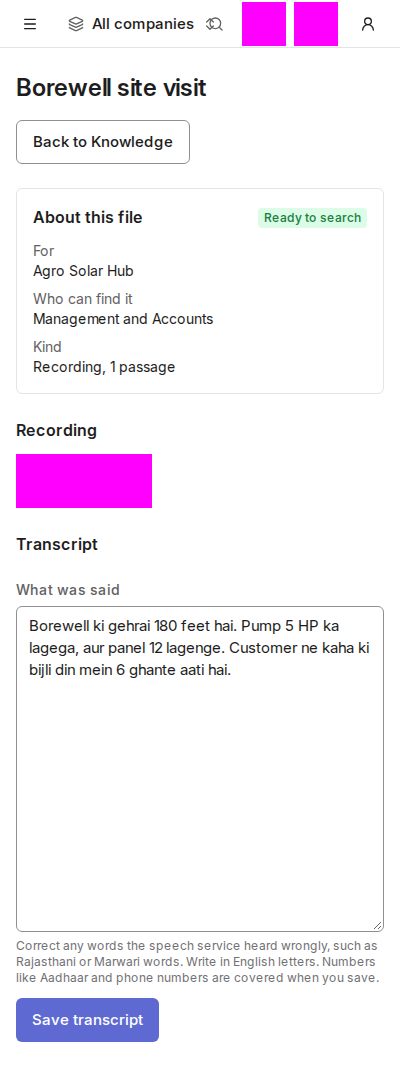 All companies
Borewell site visit
Back to Knowledge
About this file
Ready to search
For
Agro Solar Hub
Who can find it
Management and Accounts
Kind
Recording, 1 passage
Recording
Transcript
What was said
Borewell ki gehrai 180 feet hai. Pump 5 HP ka
lagega, aur panel 12 lagenge. Customer ne kaha ki
bijli din mein 6 ghante aati hai.
Correct any words the speech service heard wrongly, such as
Rajasthani or Marwari words. Write in English letters. Numbers
like Aadhaar and phone numbers are covered when you save.
Save transcript